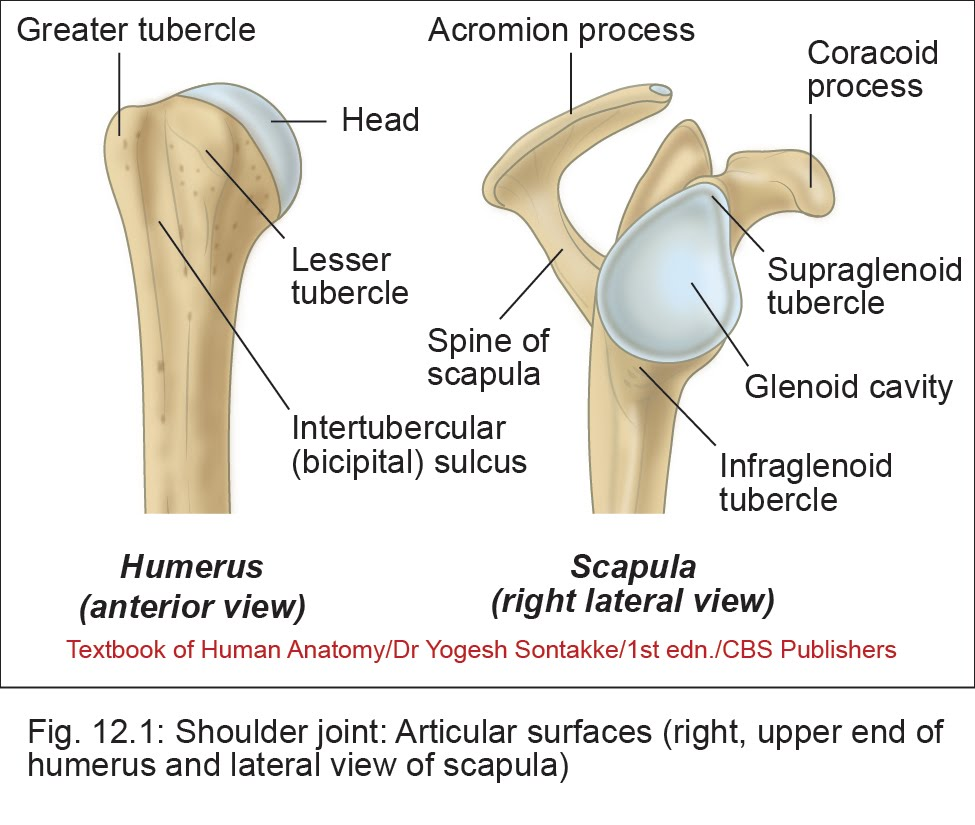 Greater tubercle
Acromion process
Coracoid
process
Head
Lesser
tubercle
Supraglenoid
tubercle
Spine of
scapula
Glenoid cavity
Intertubercular
(bicipital) sulcus
Infraglenoid
tubercle
Humerus
(anterior view)
Scapula
(right lateral view)
Textbook of Human Anatomy/Dr Yogesh Sontakke/1st edn./CBS Publishers
Fig. 12.1: Shoulder joint: Articular surfaces (right, upper end of
humerus and lateral view of scapula)